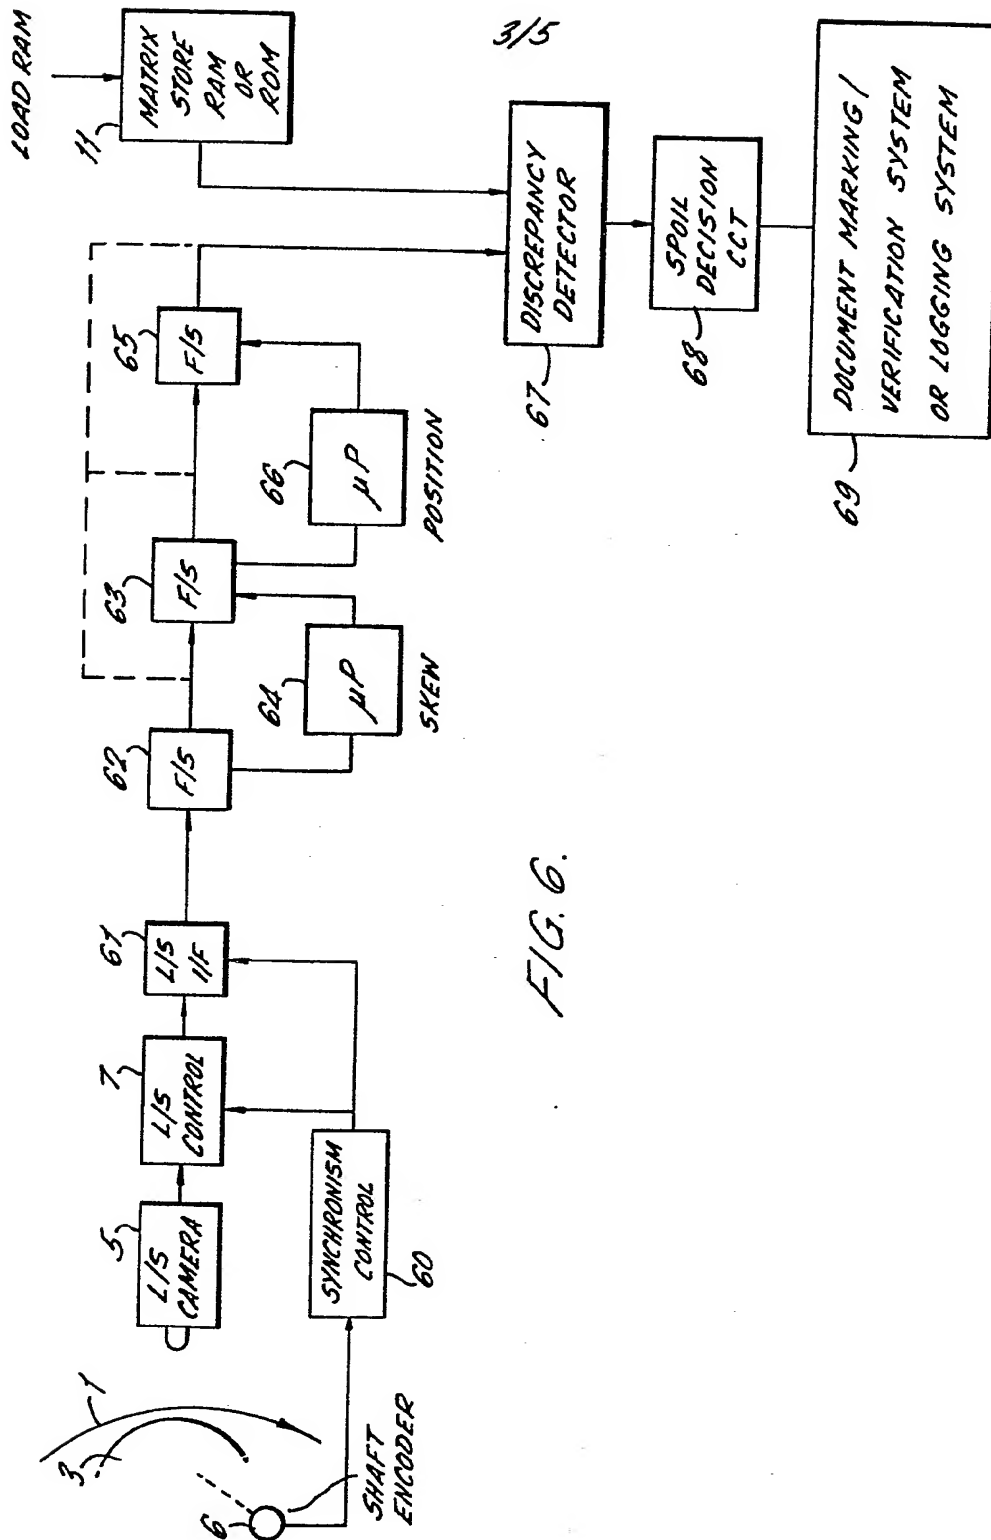 3/5
LOAD RAM
11
MATRIX
STORE
RAM
OR
ROM
1
3
6
SHAFT
ENCODER
5
L/S
CAMERA
7
L/S
CONTROL
61
L/S
I/F
SYNCHRONISM
CONTROL
60
62
F/S
63
F/S
65
F/S
64
μP
SKEW
66
μP
POSITION
DISCREPANCY
DETECTOR
67
SPOIL
DECISION
CCT
68
DOCUMENT MARKING/
VERIFICATION SYSTEM
OR LOGGING SYSTEM
69
FIG. 6.